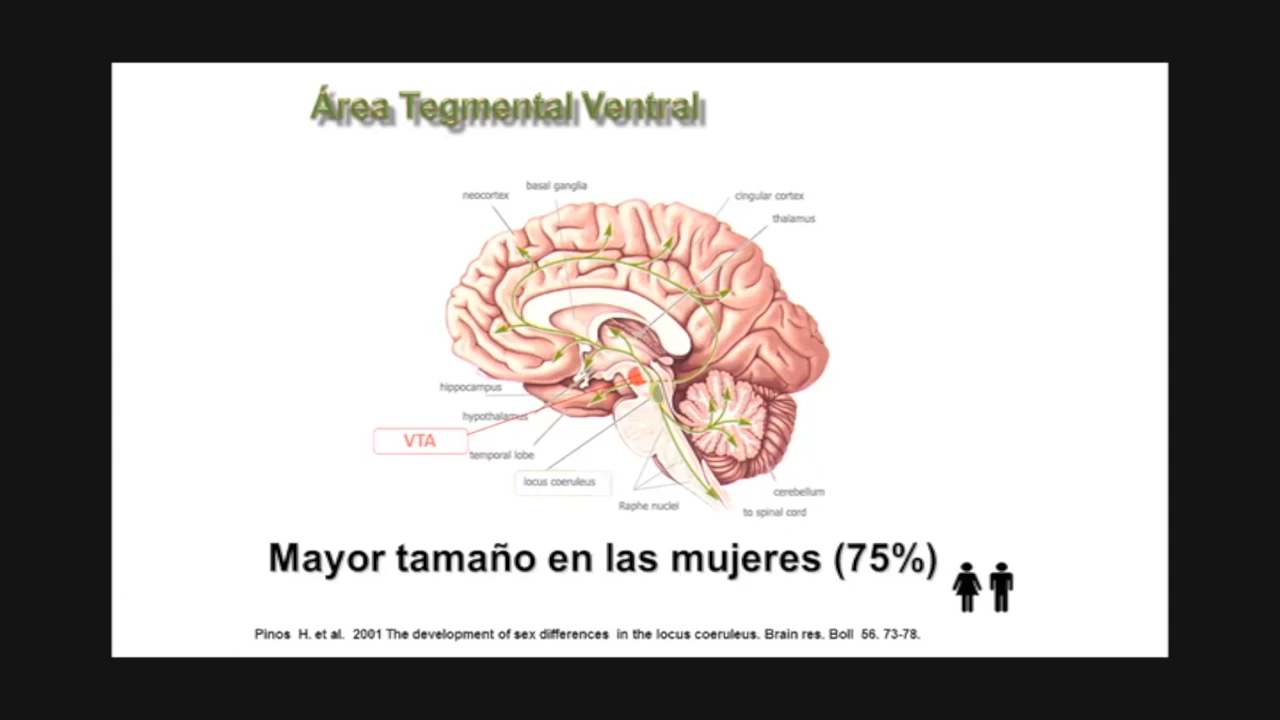 Área Tegmental Ventral
basal ganglia
neocortex
cingular cortex
thalamus
hippocampus
hypothalamus
VTA
temporal lobe
locus coeruleus
cerebellum
Raphe nuclei
to spinal cord
Mayor tamaño en las mujeres (75%)
Pinos H. et al. 2001 The development of sex differences in the locus coeruleus. Brain res. Boll 56. 73-78.